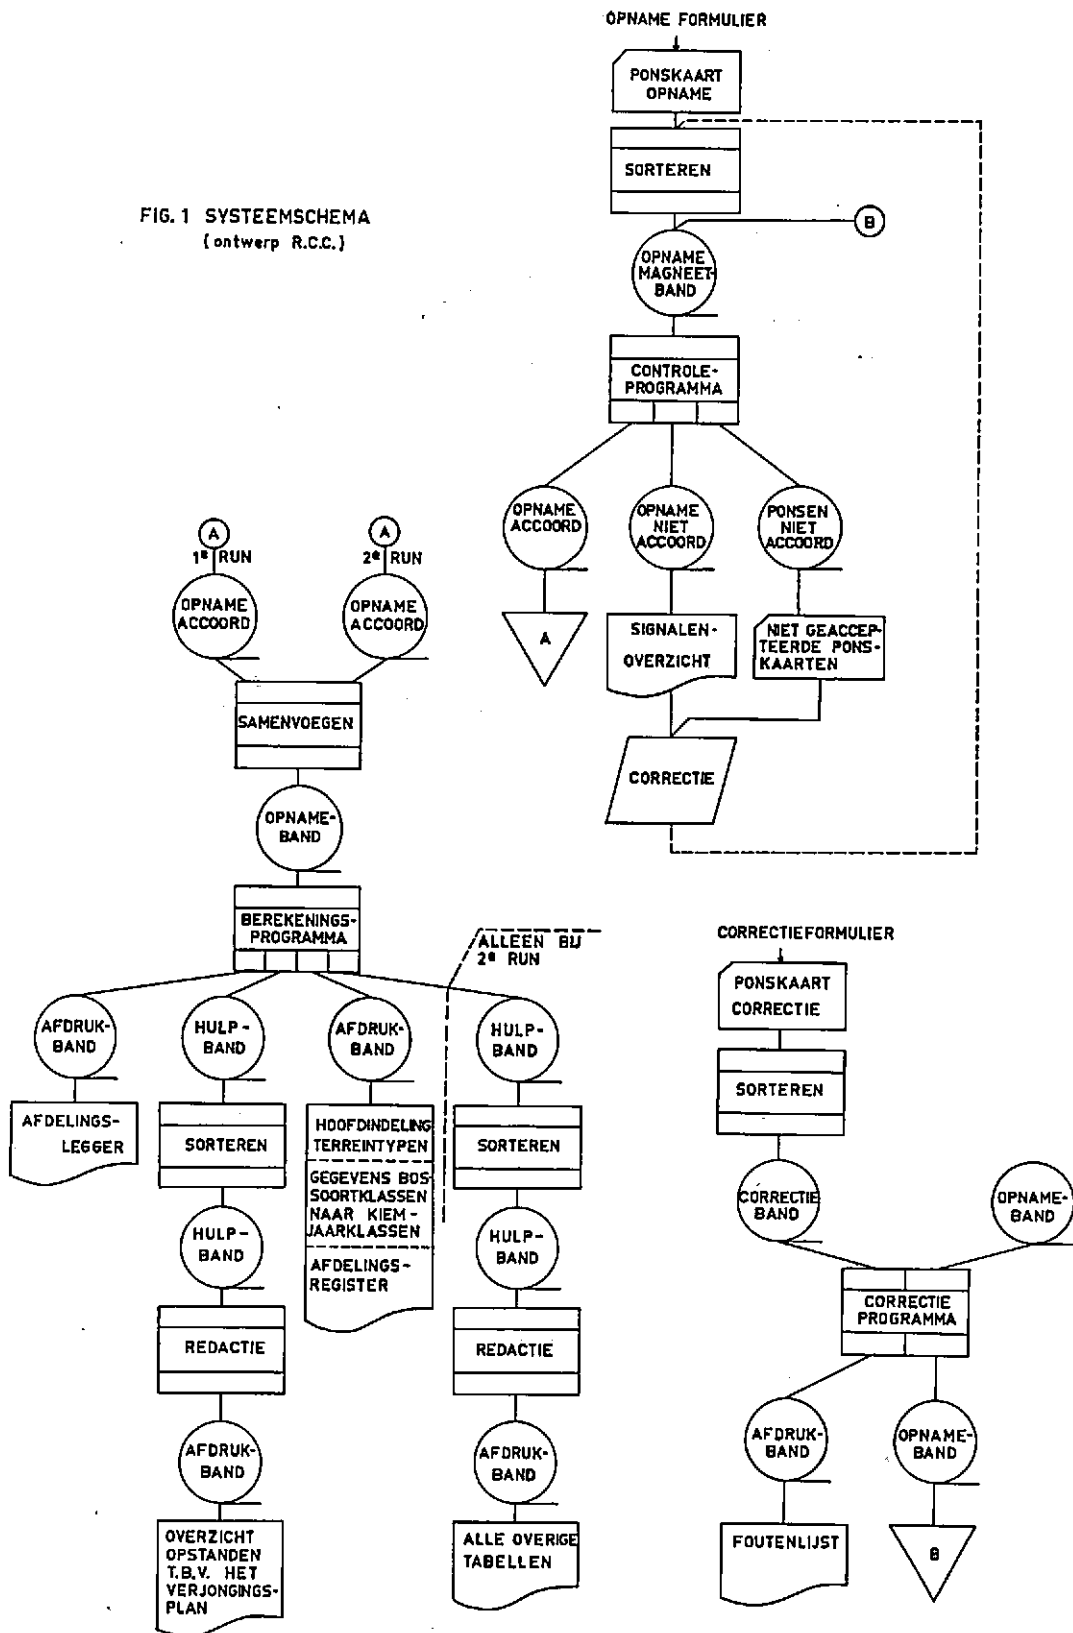 OPNAME FORMULIER
PONSKAART
OPNAME
SORTEREN
FIG. 1 SYSTEEMSCHEMA
(ontwerp R.C.C.)
B
OPNAME
MAGNEET-
BAND
CONTROLE-
PROGRAMMA
OPNAME
ACCOORD
OPNAME
NIET
ACCOORD
PONSEN
NIET
ACCOORD
A
SIGNALEN-
OVERZICHT
NIET GEACCEP-
TEERDE PONS-
KAARTEN
CORRECTIE
A
1e RUN
A
2e RUN
OPNAME
ACCOORD
OPNAME
ACCOORD
SAMENVOEGEN
OPNAME-
BAND
BEREKENINGS-
PROGRAMMA
ALLEEN BIJ
2e RUN
AFDRUK-
BAND
HULP-
BAND
AFDRUK-
BAND
HULP-
BAND
AFDELINGS-
LEGGER
SORTEREN
HOOFDINDELING
TERREINTYPEN
GEGEVENS BOS-
SOORTKLASSEN
NAAR KIEM-
JAARKLASSEN
AFDELINGS-
REGISTER
SORTEREN
HULP-
BAND
HULP-
BAND
REDACTIE
REDACTIE
AFDRUK-
BAND
AFDRUK-
BAND
OVERZICHT
OPSTANDEN
T.B.V. HET
VERJONGINGS-
PLAN
ALLE OVERIGE
TABELLEN
CORRECTIEFORMULIER
PONSKAART
CORRECTIE
SORTEREN
CORRECTIE
BAND
OPNAME-
BAND
CORRECTIE
PROGRAMMA
AFDRUK-
BAND
OPNAME-
BAND
FOUTENLIJST
B